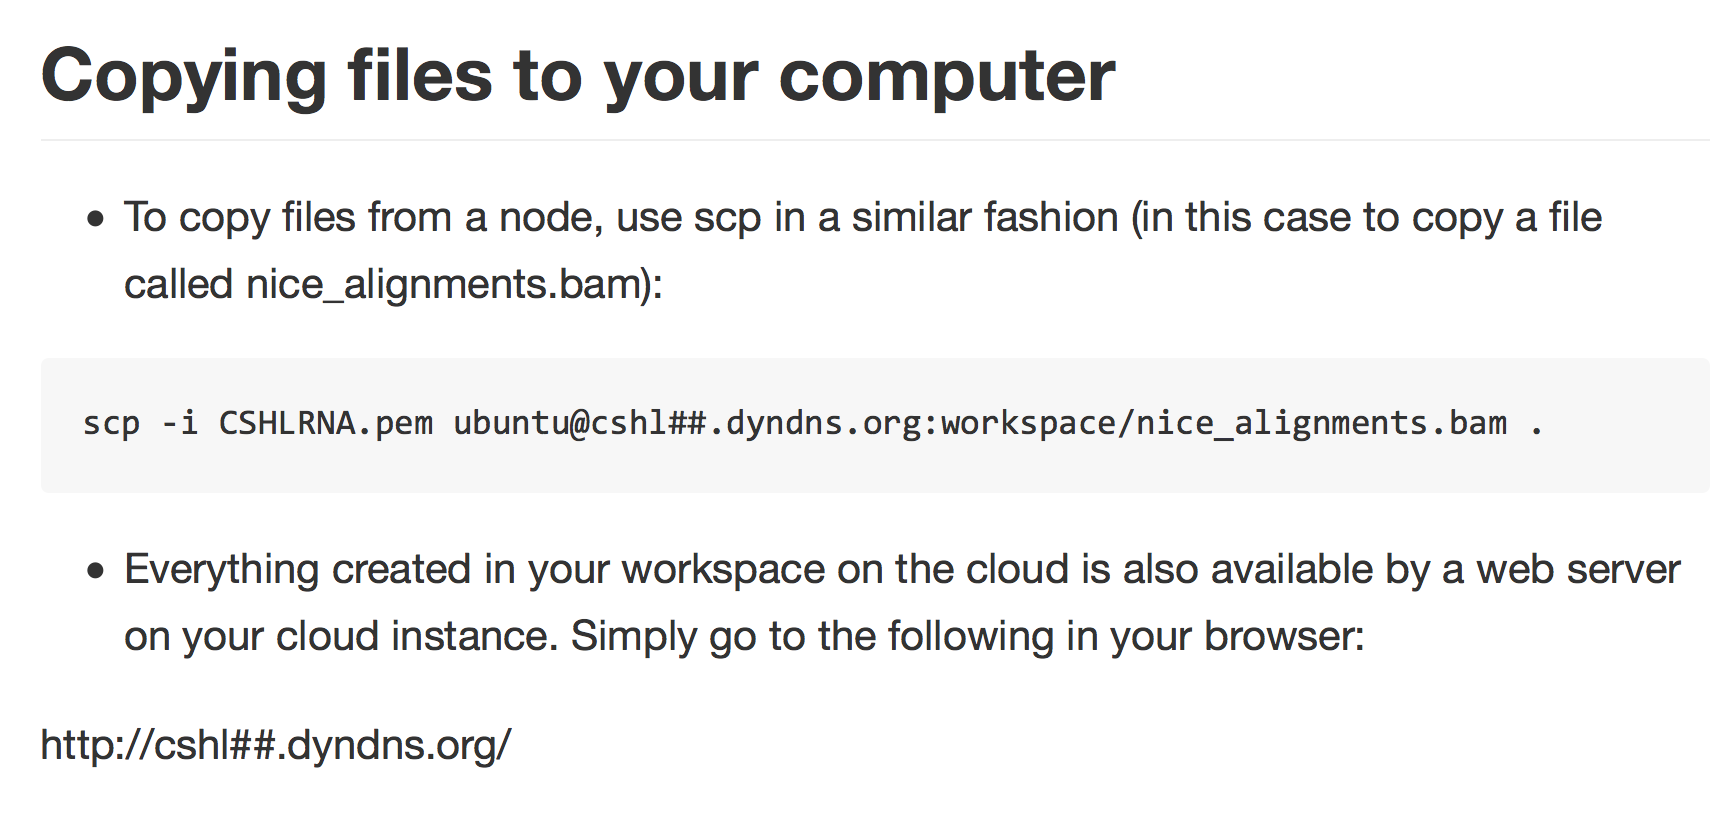 Copying files to your computer
• To copy files from a node, use scp in a similar fashion (in this case to copy a file
called nice_alignments.bam):
scp -i CSHLRNA.pem ubuntu@cshl##.dyndns.org:workspace/nice_alignments.bam .
• Everything created in your workspace on the cloud is also available by a web server
on your cloud instance. Simply go to the following in your browser:
http://cshl##.dyndns.org/